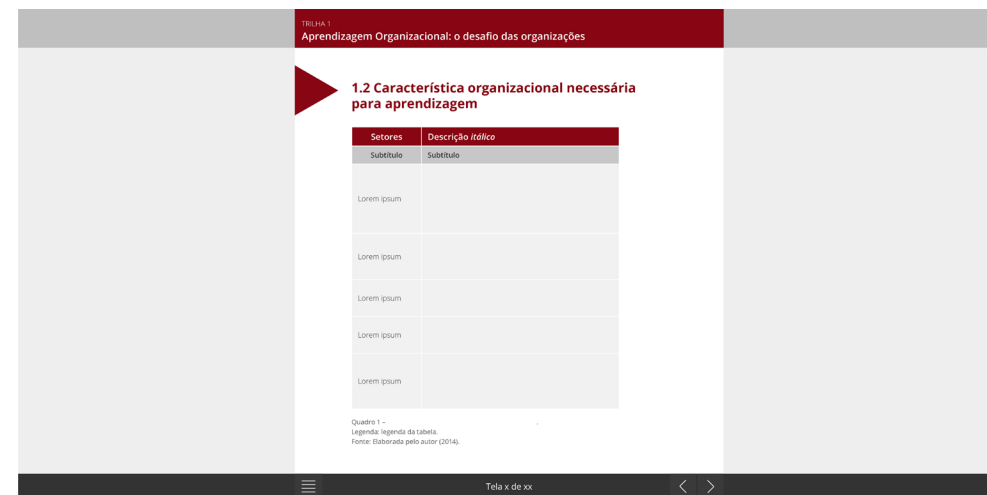 TRILHA 1
Aprendizagem Organizacional: o desafio das organizações
1.2 Característica organizacional necessária
para aprendizagem
Setores Descrição itálico
Subtítulo Subtítulo
Lorem ipsum
Lorem ipsum
Lorem ipsum
Lorem ipsum
Lorem ipsum
Quadro 1 – .
Legenda: legenda da tabela.
Fonte: Elaborada pelo autor (2014).
Tela x de xx